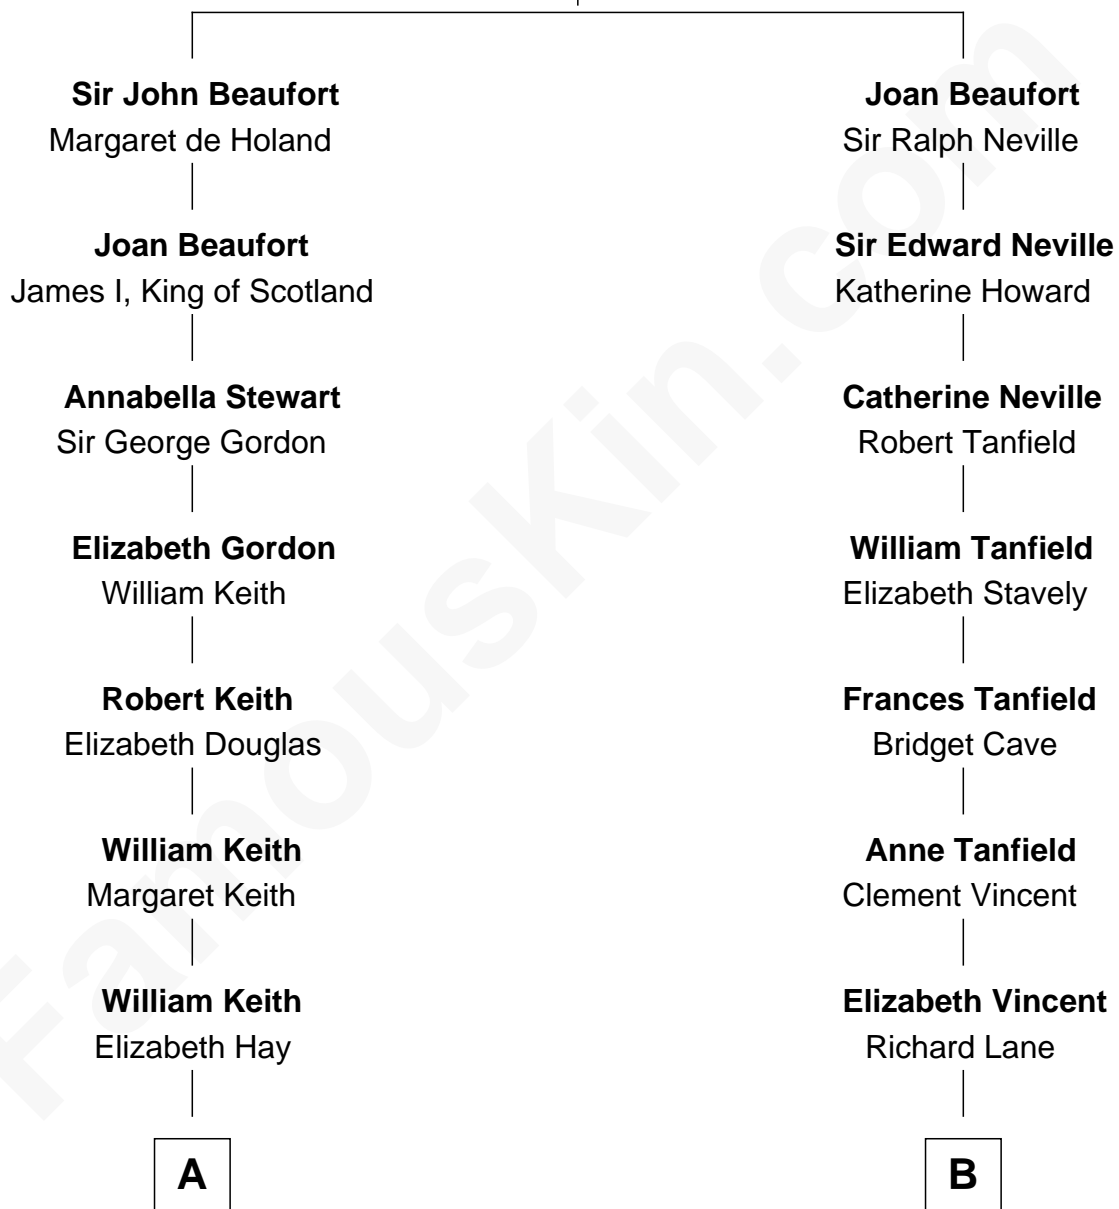 Sir John Beaufort
Margaret de Holand
Joan Beaufort
James I, King of Scotland
Annabella Stewart
Sir George Gordon
Elizabeth Gordon
William Keith
Robert Keith
Elizabeth Douglas
William Keith
Margaret Keith
William Keith
Elizabeth Hay
A
Joan Beaufort
Sir Ralph Neville
Sir Edward Neville
Katherine Howard
Catherine Neville
Robert Tanfield
William Tanfield
Elizabeth Stavely
Frances Tanfield
Bridget Cave
Anne Tanfield
Clement Vincent
Elizabeth Vincent
Richard Lane
B
FamousKin.com